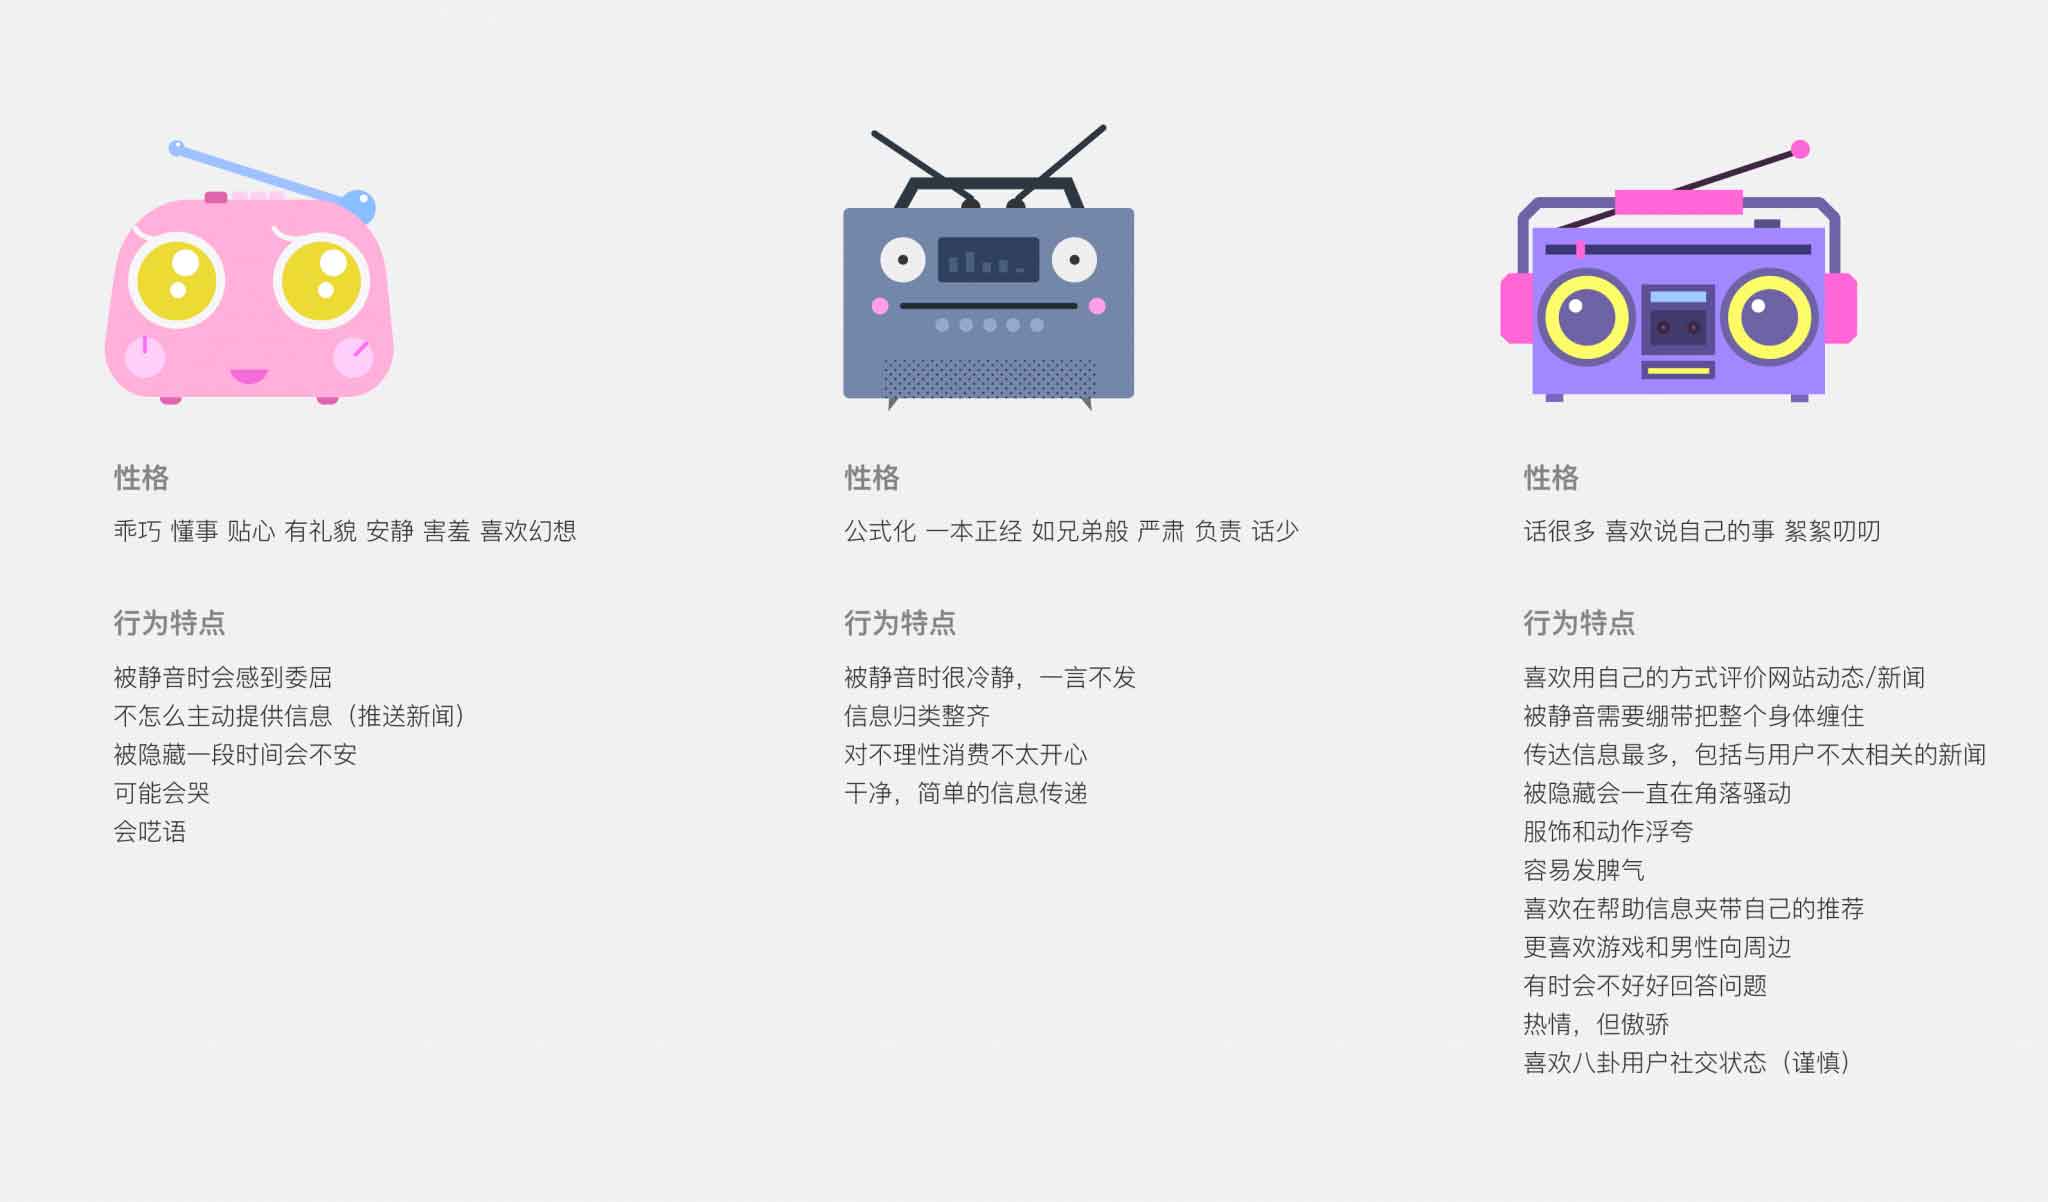 性格
乖巧 懂事 贴心 有礼貌 安静 害羞 喜欢幻想
行为特点
被静音时会感到委屈
不怎么主动提供信息（推送新闻）
被隐藏一段时间会不安
可能会哭
会呓语
性格
公式化 一本正经 如兄弟般 严肃 负责 话少
行为特点
被静音时很冷静，一言不发
信息归类整齐
对不理性消费不太开心
干净，简单的信息传递
性格
话很多 喜欢说自己的事 絮絮叨叨
行为特点
喜欢用自己的方式评价网站动态/新闻
被静音需要绷带把整个身体缠住
传达信息最多，包括与用户不太相关的新闻
被隐藏会一直在角落骚动
服饰和动作浮夸
容易发脾气
喜欢在帮助信息夹带自己的推荐
更喜欢游戏和男性向周边
有时会不好好回答问题
热情，但傲骄
喜欢八卦用户社交状态（谨慎）